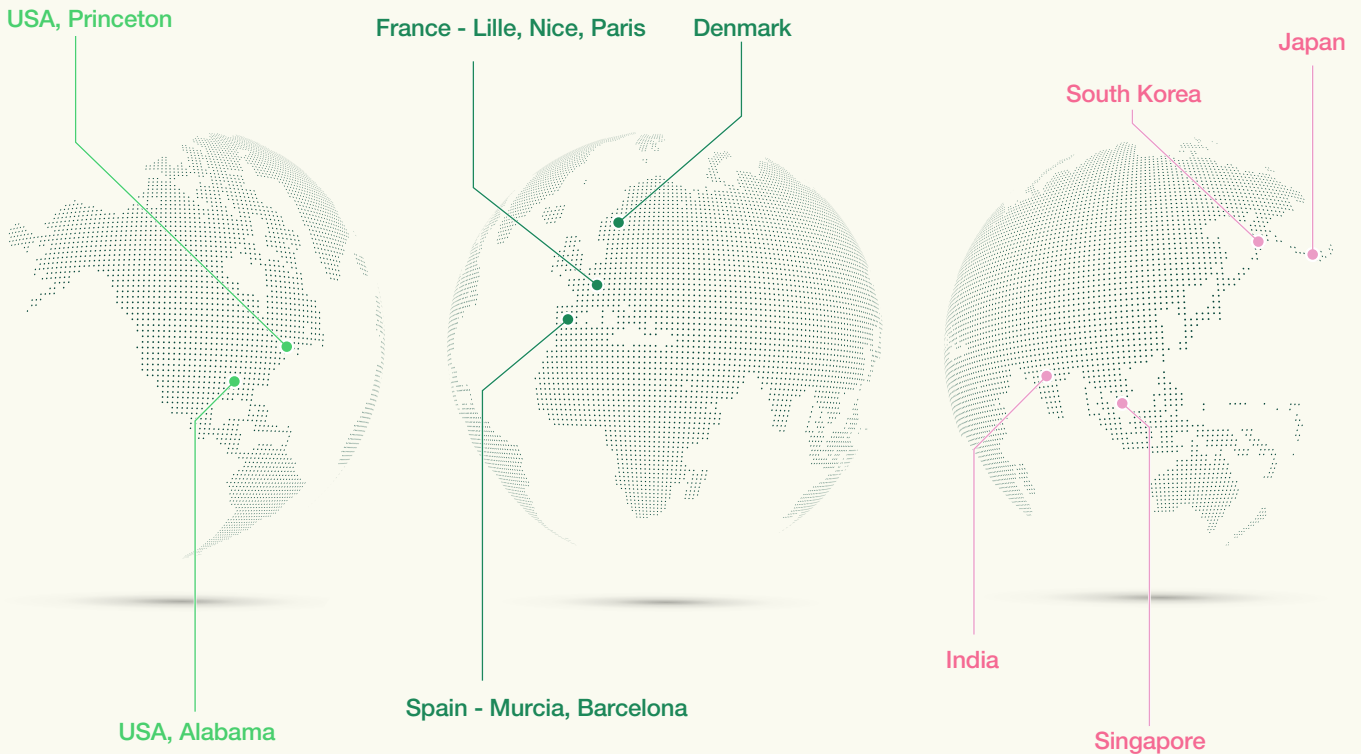 USA, Princeton
France - Lille, Nice, Paris
Denmark
Japan
South Korea
India
Spain - Murcia, Barcelona
USA, Alabama
Singapore